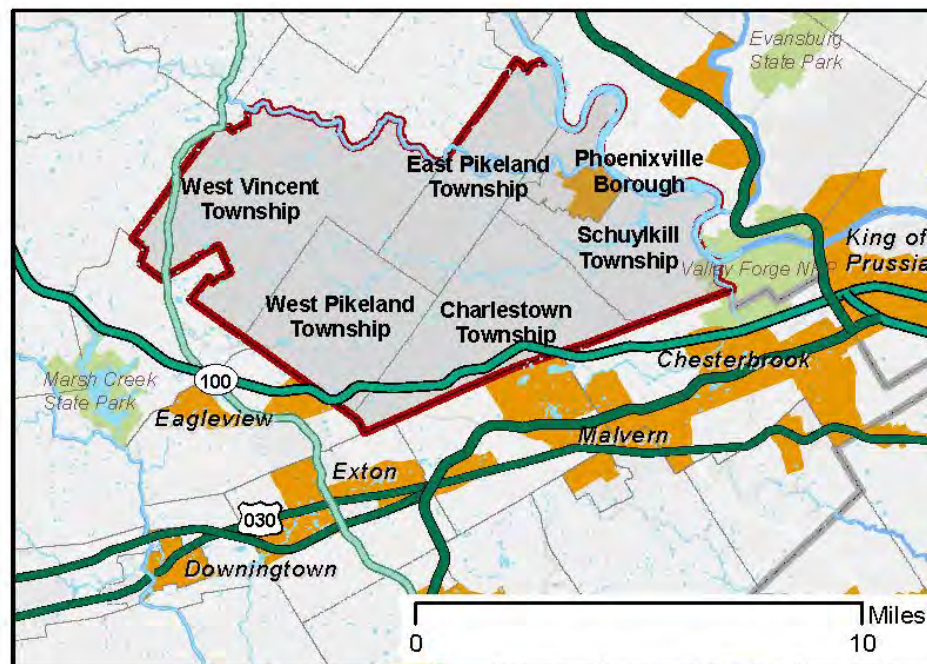 Evansburg
State Park
East Pikeland
Township
Phoenixville
Borough
West Vincent
Township
Schuylkill
Township
King of
Prussia
Valley Forge NHP
West Pikeland
Township
Charlestown
Township
Chesterbrook
Marsh Creek
State Park
100
Eagleview
Malvern
Exton
030
Downingtown
Miles
0
10